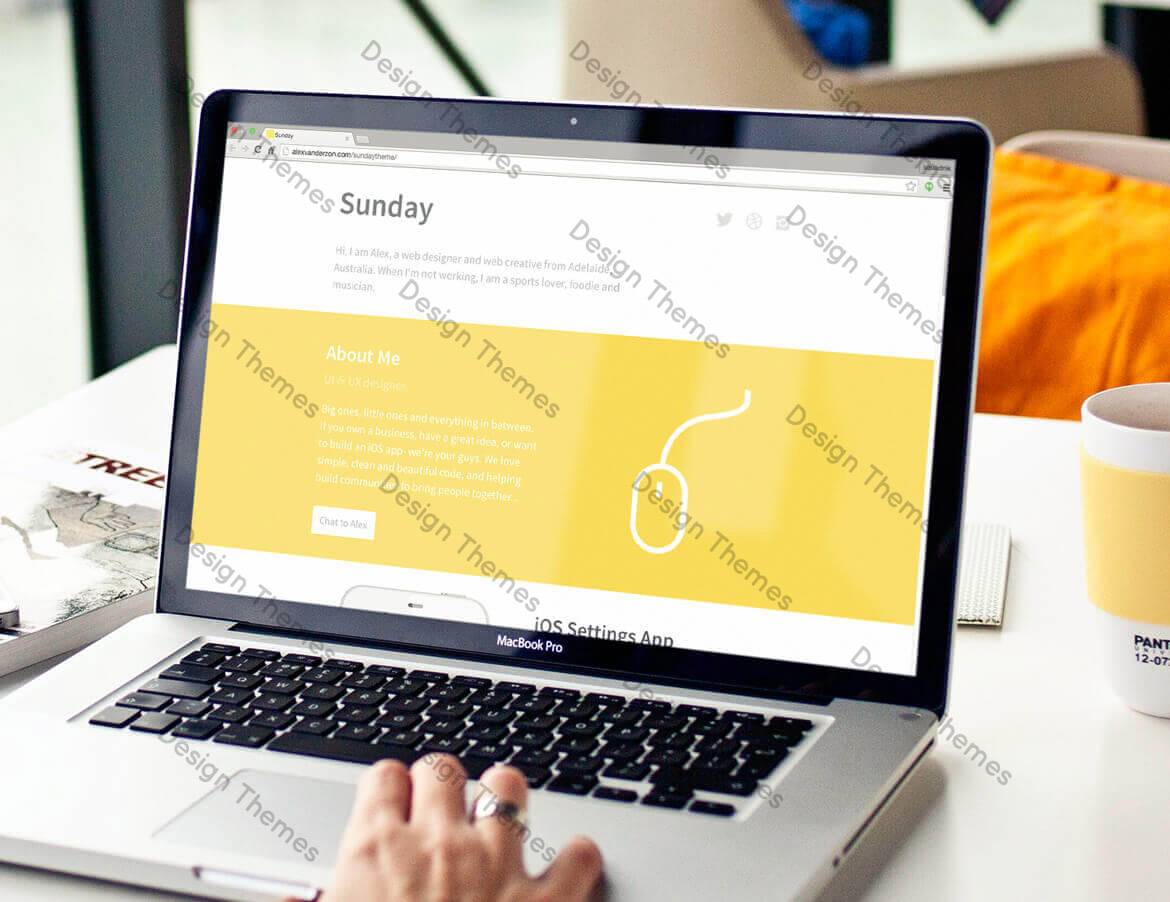 Sunday
alexvanderzon.com/sundaytheme/
Sunday
Hi, I am Alex, a web designer and web creative from Adelaide,
Australia. When I'm not working, I am a sports lover, foodie and
musician.
About Me
UI & UX designer
Big ones, little ones and everything in between.
If you own a business, have a great idea, or want
to build an iOS app- we're your guys. We love
simple, clean and beautiful code, and helping
build communities to bring people together...
Chat to Alex
iOS Settings App
MacBook Pro
TREE
PANT
UNIV
12-07
Design Themes
Design Themes
Design Themes
Design Themes
Design Themes
Design Themes
Design Themes
Design Themes
Design Themes
Design Themes
Design Themes
Design Themes
Design Themes
Design Themes